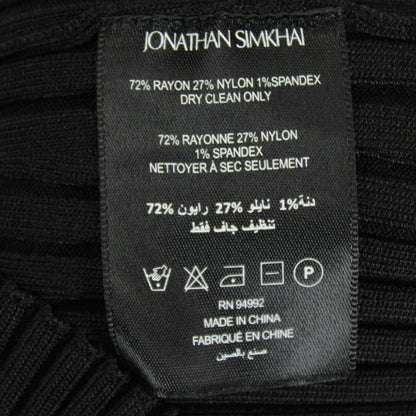 JONATHAN SIMKHAI
72% RAYON 27% NYLON 1%SPANDEX
DRY CLEAN ONLY
72% RAYONNE 27% NYLON
1% SPANDEX
NETTOYER À SEC SEULEMENT
72% رايون 27% نايلو 1% دنة
تنظيف جاف فقط
P
RN 94992
MADE IN CHINA
FABRIQUÉ EN CHINE
صنع بالصين